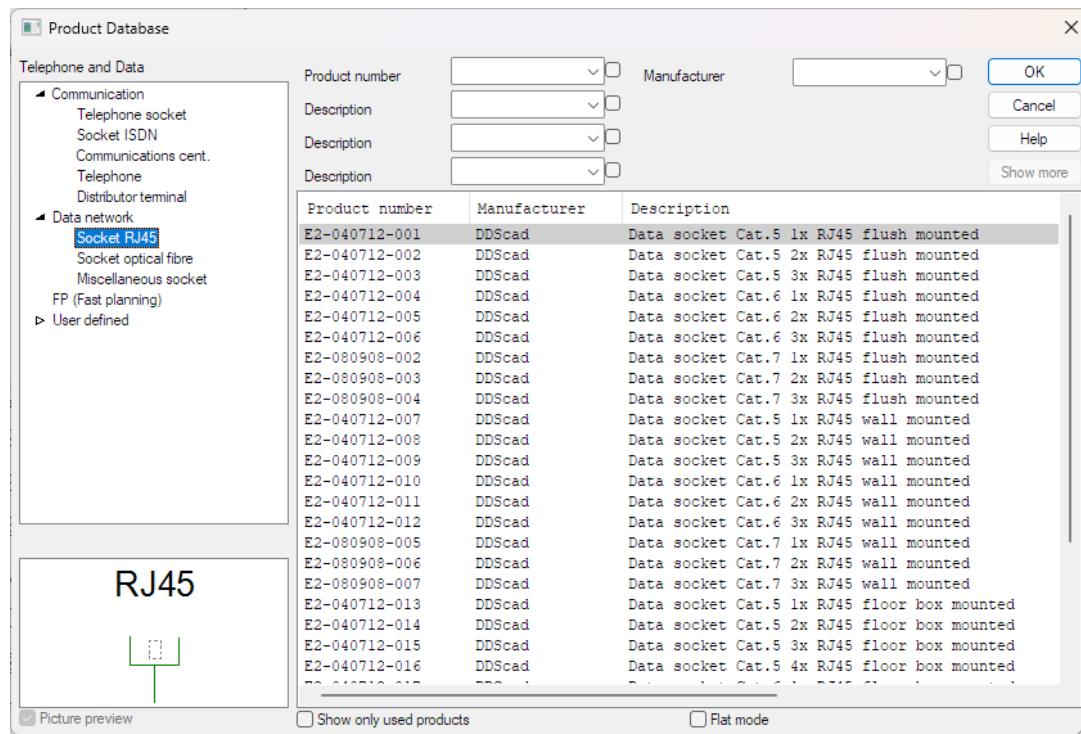 Product Database
Telephone and Data
Communication
Telephone socket
Socket ISDN
Communications cent.
Telephone
Distributor terminal
Data network
Socket RJ45
Socket optical fibre
Miscellaneous socket
FP (Fast planning)
User defined
RJ45
Picture preview
Product number
Manufacturer
Description
Description
Description
OK
Cancel
Help
Show more
Product number Manufacturer Description
E2-040712-001 DDScad Data socket Cat.5 1x RJ45 flush mounted
E2-040712-002 DDScad Data socket Cat.5 2x RJ45 flush mounted
E2-040712-003 DDScad Data socket Cat.5 3x RJ45 flush mounted
E2-040712-004 DDScad Data socket Cat.6 1x RJ45 flush mounted
E2-040712-005 DDScad Data socket Cat.6 2x RJ45 flush mounted
E2-040712-006 DDScad Data socket Cat.6 3x RJ45 flush mounted
E2-080908-002 DDScad Data socket Cat.7 1x RJ45 flush mounted
E2-080908-003 DDScad Data socket Cat.7 2x RJ45 flush mounted
E2-080908-004 DDScad Data socket Cat.7 3x RJ45 flush mounted
E2-040712-007 DDScad Data socket Cat.5 1x RJ45 wall mounted
E2-040712-008 DDScad Data socket Cat.5 2x RJ45 wall mounted
E2-040712-009 DDScad Data socket Cat.5 3x RJ45 wall mounted
E2-040712-010 DDScad Data socket Cat.6 1x RJ45 wall mounted
E2-040712-011 DDScad Data socket Cat.6 2x RJ45 wall mounted
E2-040712-012 DDScad Data socket Cat.6 3x RJ45 wall mounted
E2-080908-005 DDScad Data socket Cat.7 1x RJ45 wall mounted
E2-080908-006 DDScad Data socket Cat.7 2x RJ45 wall mounted
E2-080908-007 DDScad Data socket Cat.7 3x RJ45 wall mounted
E2-040712-013 DDScad Data socket Cat.5 1x RJ45 floor box mounted
E2-040712-014 DDScad Data socket Cat.5 2x RJ45 floor box mounted
E2-040712-015 DDScad Data socket Cat.5 3x RJ45 floor box mounted
E2-040712-016 DDScad Data socket Cat.5 4x RJ45 floor box mounted
Show only used products
Flat mode